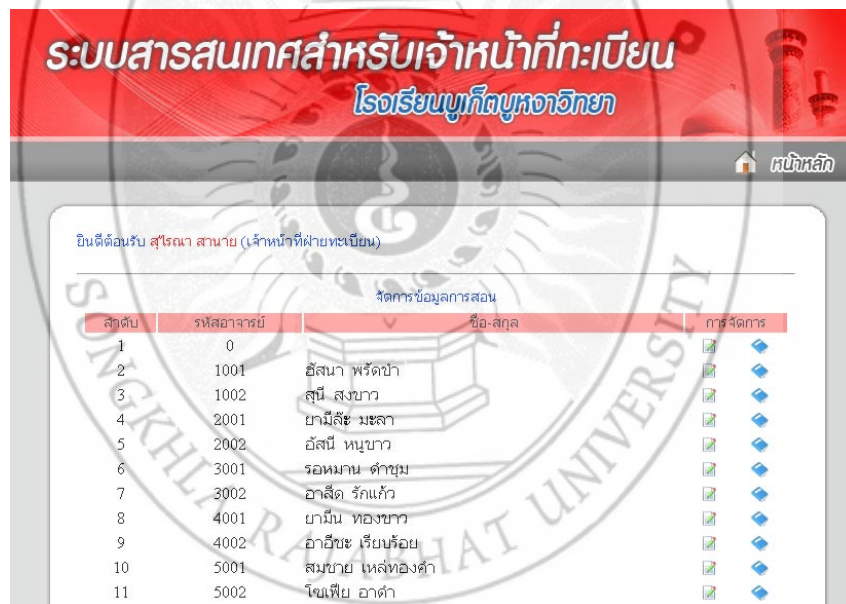 ระบบสารสนเทศสำหรับเจ้าหน้าที่ทะเบียน
โรงเรียนบูเก็ตบูหงาวิทยา
หน้าหลัก
ยินดีต้อนรับ สุไรณา สานาย (เจ้าหน้าที่ฝ่ายทะเบียน)
จัดการข้อมูลการสอน
ลำดับ รหัสอาจารย์ ชื่อ-สกุล การจัดการ
1 0
2 1001 ฮัสนา พรัดขำ
3 1002 สุนี สงขาว
4 2001 ยามีล๊ะ มะลา
5 2002 อัสนี หนูขาว
6 3001 รอหมาน ดำชุม
7 3002 อาสีด รักแก้ว
8 4001 ยามีน ทองขาว
9 4002 อาอีชะ เรียบร้อย
10 5001 สมชาย เหล่ทองคำ
11 5002 โซเฟีย อาดำ
SONGKHLA RAJABHAT UNIVERSITY